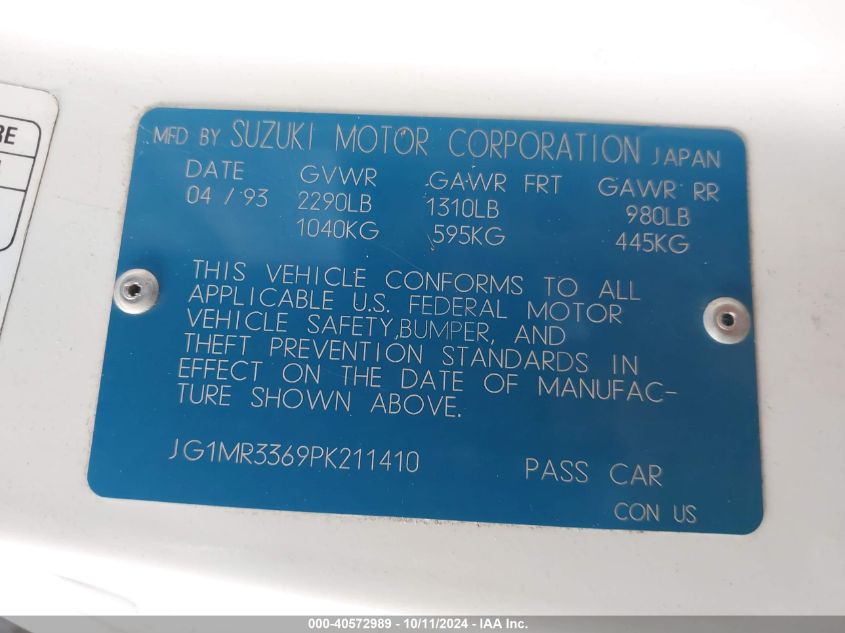 RE
MFD BY SUZUKI MOTOR CORPORATION JAPAN
DATE GVWR GAWR FRT GAWR RR
04 / 93 2290LB 1310LB 980LB
1040KG 595KG 445KG
THIS VEHICLE CONFORMS TO ALL
APPLICABLE U.S. FEDERAL MOTOR
VEHICLE SAFETY,BUMPER, AND
THEFT PREVENTION STANDARDS IN
EFFECT ON THE DATE OF MANUFAC-
TURE SHOWN ABOVE.
JG1MR3369PK211410 PASS CAR
CON US
000-40572989 - 10/11/2024 - IAA Inc.